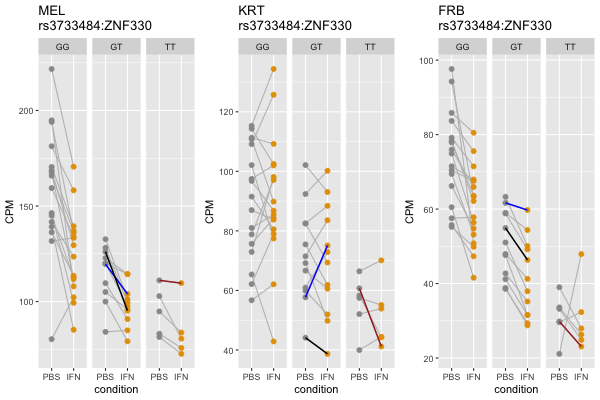 MEL
rs3733484:ZNF330
GG GT TT
200
150
100
CPM
PBS IFN PBS IFN PBS IFN
condition
KRT
rs3733484:ZNF330
GG GT TT
120
100
80
60
40
CPM
PBS IFN PBS IFN PBS IFN
condition
FRB
rs3733484:ZNF330
GG GT TT
100
80
60
40
20
CPM
PBS IFN PBS IFN PBS IFN
condition